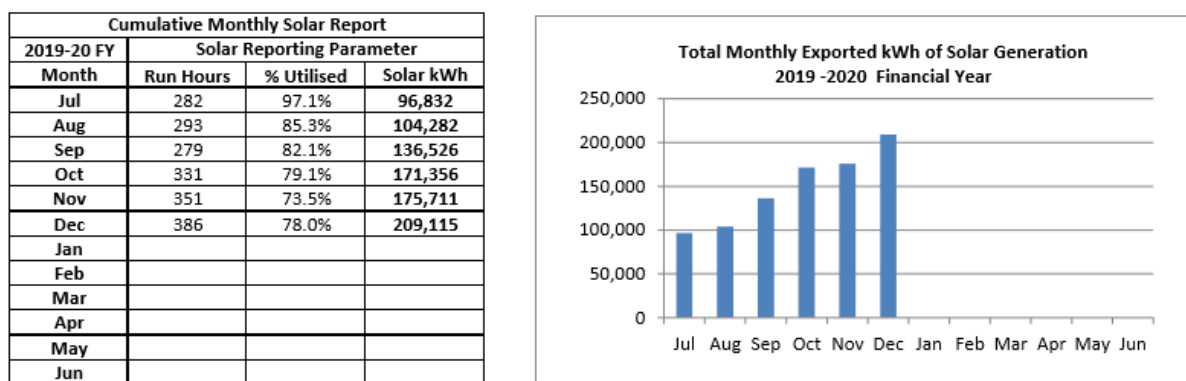 Cumulative Monthly Solar Report
2019-20 FY Solar Reporting Parameter
Month Run Hours % Utilised Solar kWh
Jul 282 97.1% 96,832
Aug 293 85.3% 104,282
Sep 279 82.1% 136,526
Oct 331 79.1% 171,356
Nov 351 73.5% 175,711
Dec 386 78.0% 209,115
Jan
Feb
Mar
Apr
May
Jun
Total Monthly Exported kWh of Solar Generation
2019 -2020 Financial Year
250,000
200,000
150,000
100,000
50,000
0
Jul Aug Sep Oct Nov Dec Jan Feb Mar Apr May Jun